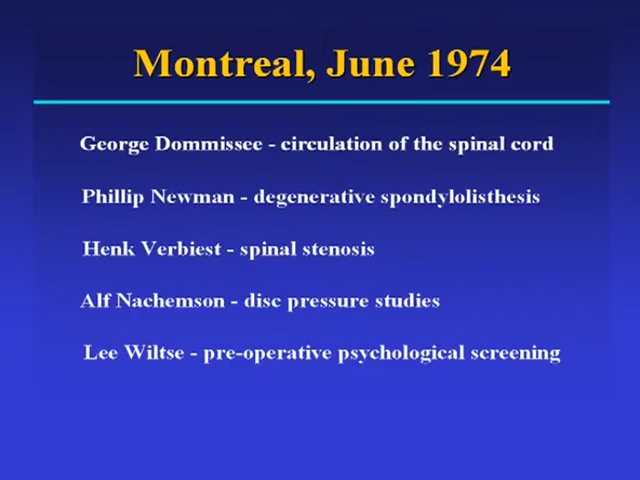 Montreal, June 1974
George Dommissee - circulation of the spinal cord
Phillip Newman - degenerative spondylolisthesis
Henk Verbiest - spinal stenosis
Alf Nachemson - disc pressure studies
Lee Wiltse - pre-operative psychological screening